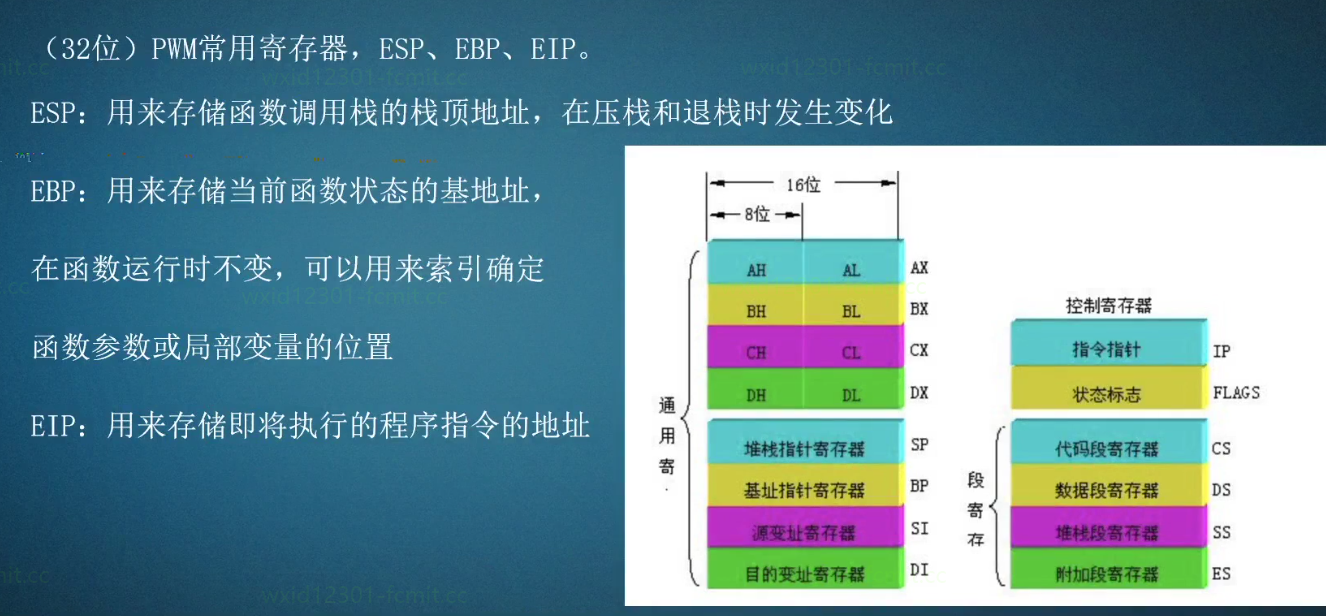 （32位）PWM常用寄存器，ESP、EBP、EIP。
ESP：用来存储函数调用栈的栈顶地址，在压栈和退栈时发生变化
EBP：用来存储当前函数状态的基地址，
在函数运行时不变，可以用来索引确定
函数参数或局部变量的位置
EIP：用来存储即将执行的程序指令的地址
16位
8位
AH AL AX
BH BL BX
CH CL CX
DH DL DX
通用寄
堆栈指针寄存器 SP
基址指针寄存器 BP
源变址寄存器 SI
目的变址寄存器 DI
控制寄存器
指令指针 IP
状态标志 FLAGS
段寄存
代码段寄存器 CS
数据段寄存器 DS
堆栈段寄存器 SS
附加段寄存器 ES
wxid12301-fcmit.cc
wxid12301-fcmit.cc
wxid12301-fcmit.cc
wxid12301-fcmit.cc